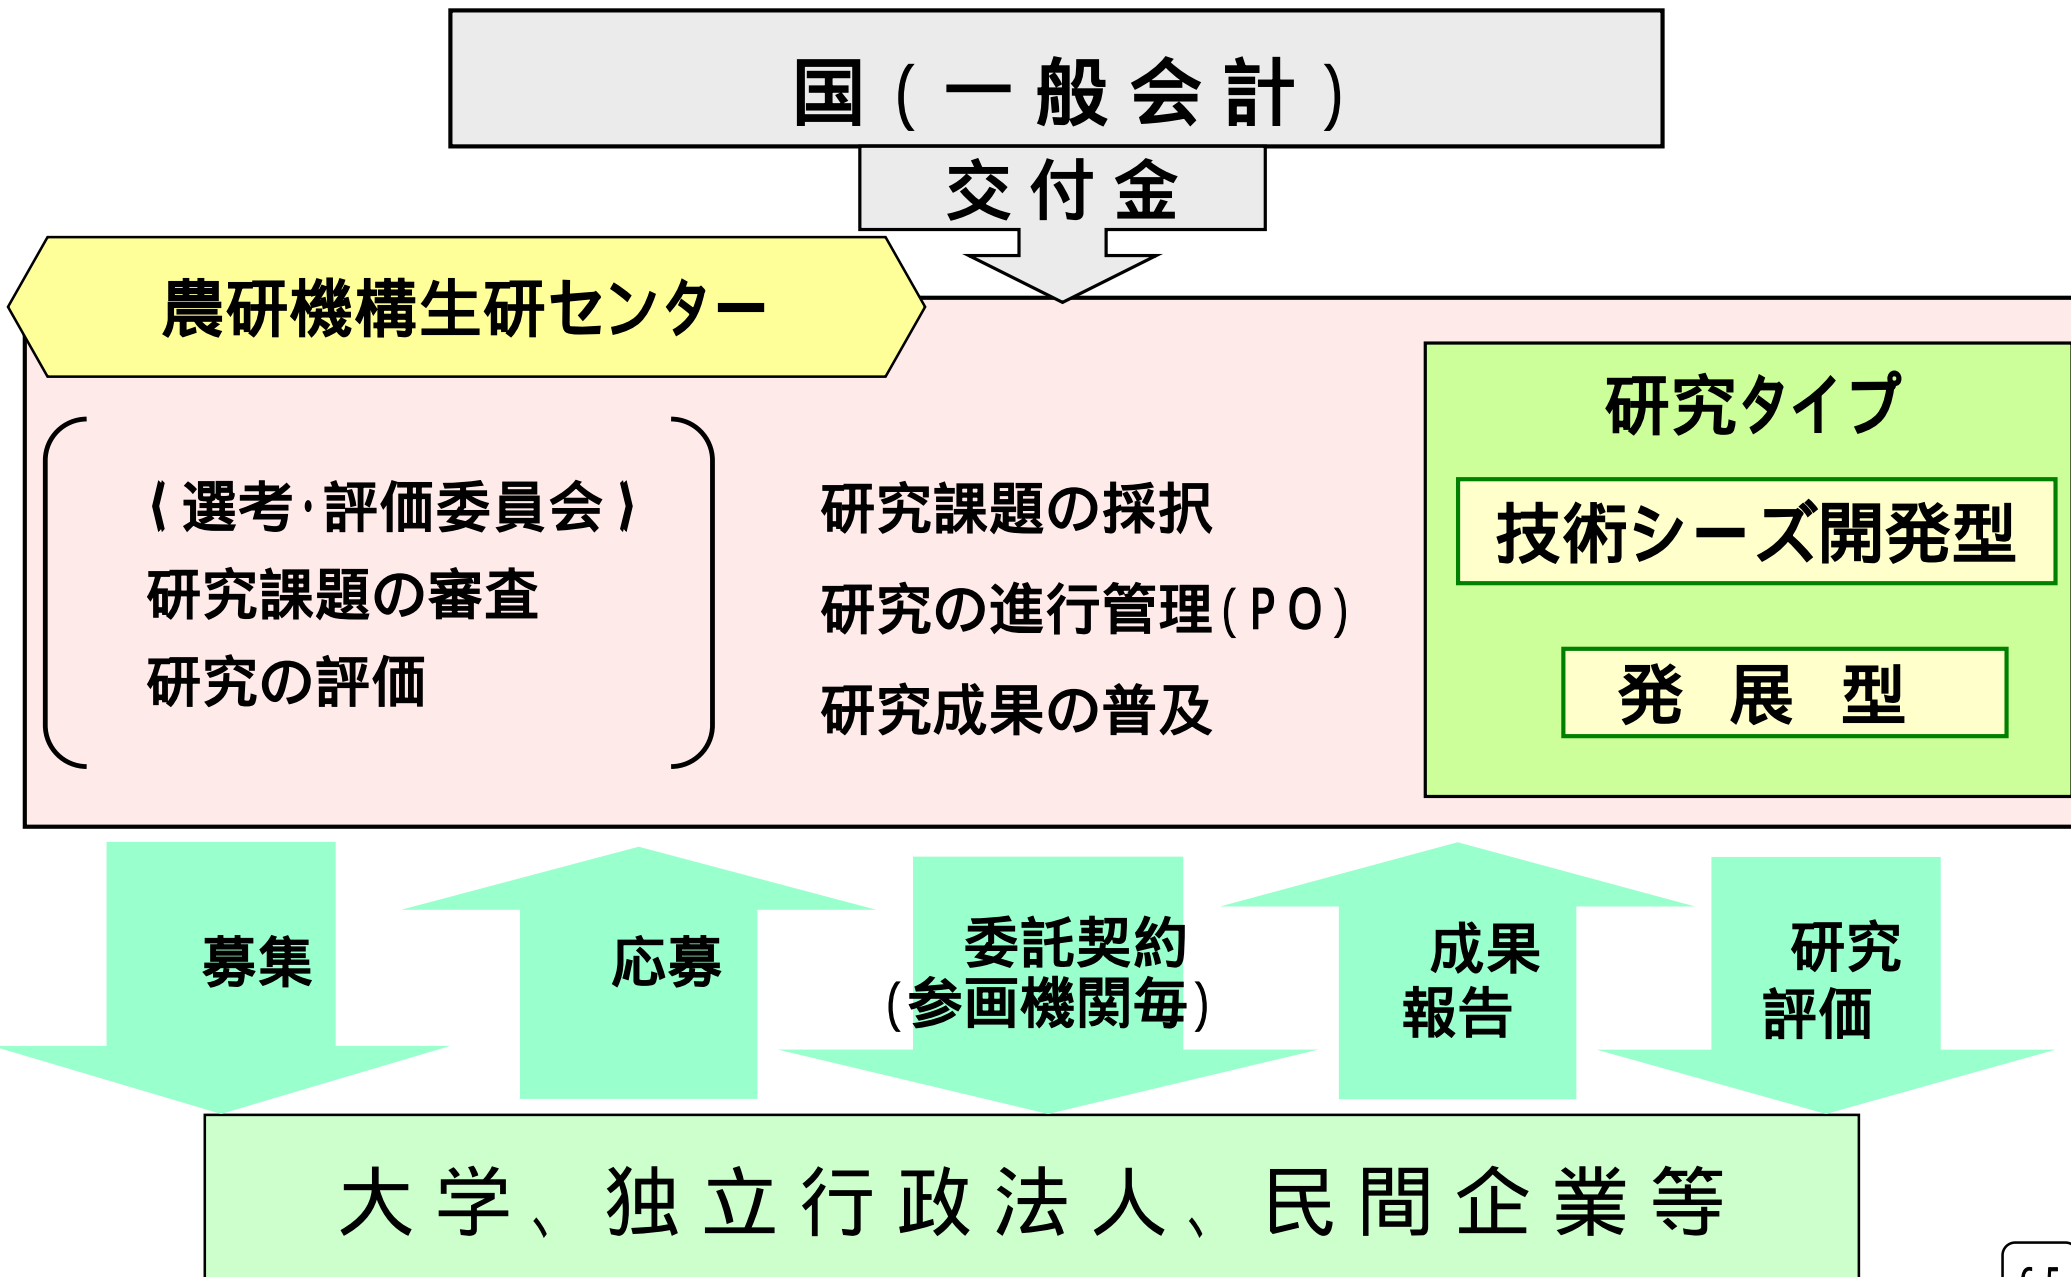 国(一般会計)
交付金
農研機構生研センター
⟨選考・評価委員会⟩
研究課題の審査
研究の評価
研究課題の採択
研究の進行管理(PO)
研究成果の普及
研究タイプ
技術シーズ開発型
発 展 型
募集
応募
委託契約
(参画機関毎)
成果
報告
研究
評価
大学、独立行政法人、民間企業等